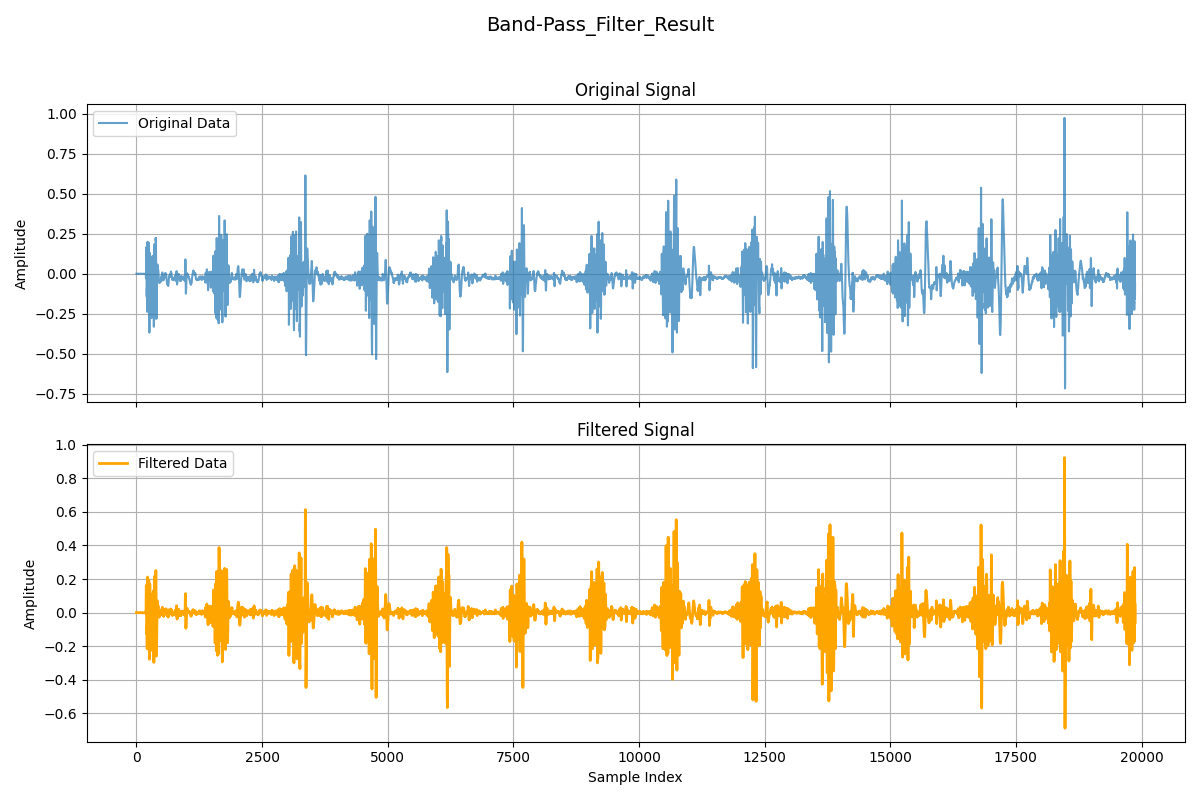 Band-Pass_Filter_Result
Original Signal
Original Data
Amplitude
1.00
0.75
0.50
0.25
0.00
−0.25
−0.50
−0.75
Filtered Signal
Filtered Data
Amplitude
1.0
0.8
0.6
0.4
0.2
0.0
−0.2
−0.4
−0.6
0 2500 5000 7500 10000 12500 15000 17500 20000
Sample Index